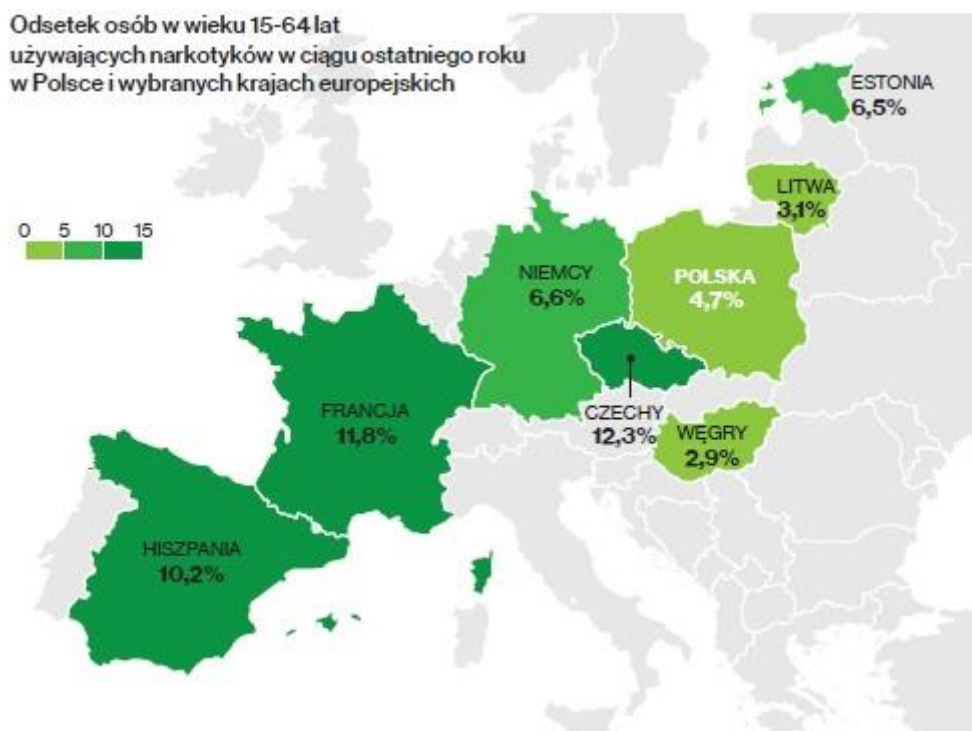 Odsetek osób w wieku 15-64 lat
używających narkotyków w ciągu ostatniego roku
w Polsce i wybranych krajach europejskich
ESTONIA
6,5%
LITWA
3,1%
0 5 10 15
NIEMCY
6,6%
POLSKA
4,7%
FRANCJA
11,8%
CZECHY
12,3%
WĘGRY
2,9%
HISZPANIA
10,2%